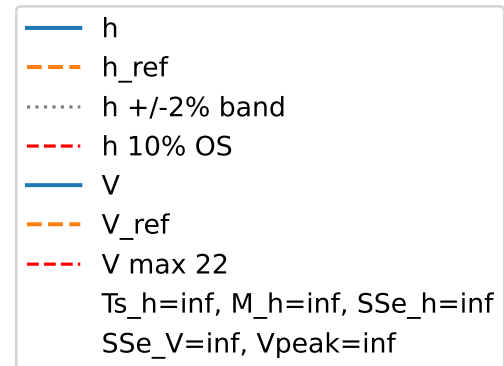 h
h_ref
h +/-2% band
h 10% OS
V
V_ref
V max 22
Ts_h=inf, M_h=inf, SSe_h=inf
SSe_V=inf, Vpeak=inf